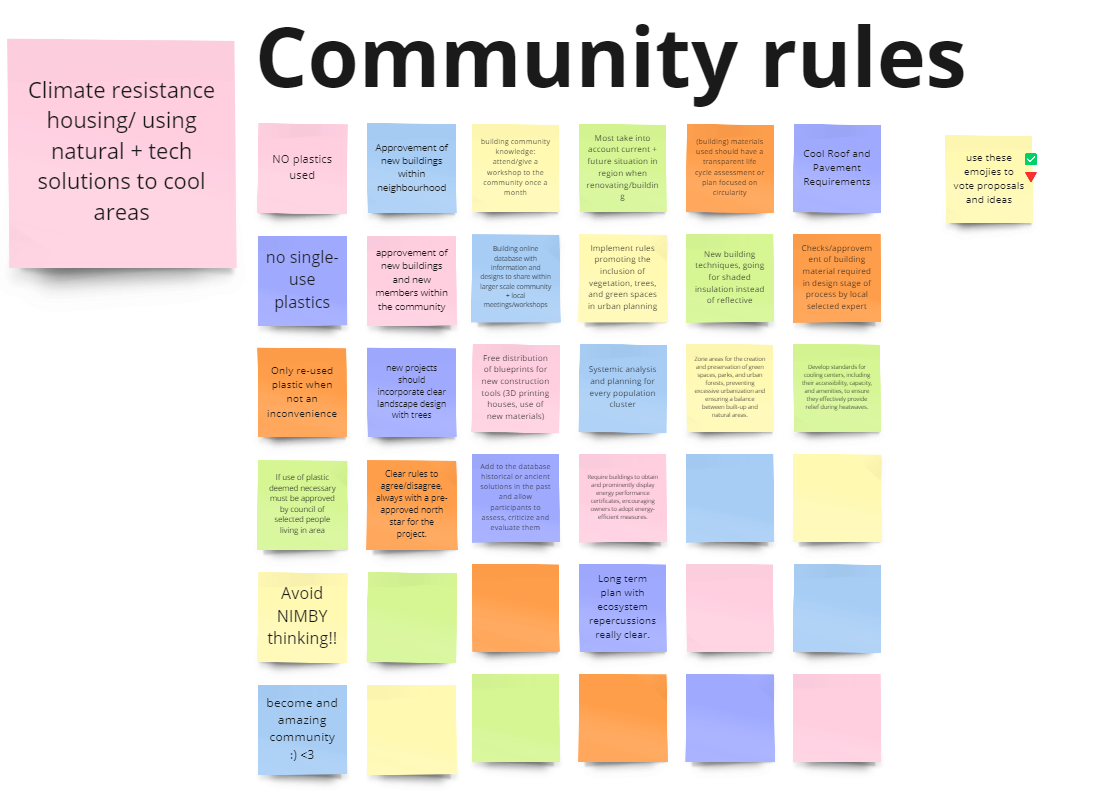 Community rules
Climate resistance
housing/ using
natural + tech
solutions to cool
areas
NO plastics
used
Approvement of
new buildings
within
neighbourhood
building community
knowledge:
attend/give a
workshop to the
community once a
month
Most take into
account current +
future situation in
region when
renovating/buildin
g
(building) materials
used should have a
transparent life
cycle assessment or
plan focused on
circularity
Cool Roof and
Pavement
Requirements
use these
emojies to
vote proposals
and ideas
no single-
use
plastics
approvement of
new buildings
and new
members within
the community
Building online
database with
information and
designs to share within
larger scale community
+ local
meetings/workshops
Implement rules
promoting the
inclusion of
vegetation, trees,
and green spaces
in urban planning
New building
techniques, going
for shaded
insulation instead
of reflective
Checks/approvem
ent of building
material required
in design stage of
process by local
selected expert
Only re-used
plastic when
not an
inconvenience
new projects
should
incorporate clear
landscape design
with trees
Free distribution
of blueprints for
new construction
tools (3D printing
houses, use of
new materials)
Systemic analysis
and planning for
every population
cluster
Zone areas for the creation
and preservation of green
spaces, parks, and urban
forests, preventing
excessive urbanization and
ensuring a balance
between built-up and
natural areas.
Develop standards for
cooling centers, including
their accessibility, capacity,
and amenities, to ensure
they effectively provide
relief during heatwaves.
If use of plastic
deemed necessary
must be approved
by council of
selected people
living in area
Clear rules to
agree/disagree,
always with a pre-
approved north
star for the
project.
Add to the database
historical or ancient
solutions in the past
and allow
participants to
assess, criticize and
evaluate them
Require buildings to obtain
and prominently display
energy performance
certificates, encouraging
owners to adopt energy-
efficient measures.
Avoid
NIMBY
thinking!!
Long term
plan with
ecosystem
repercussions
really clear.
become and
amazing
community
:) <3